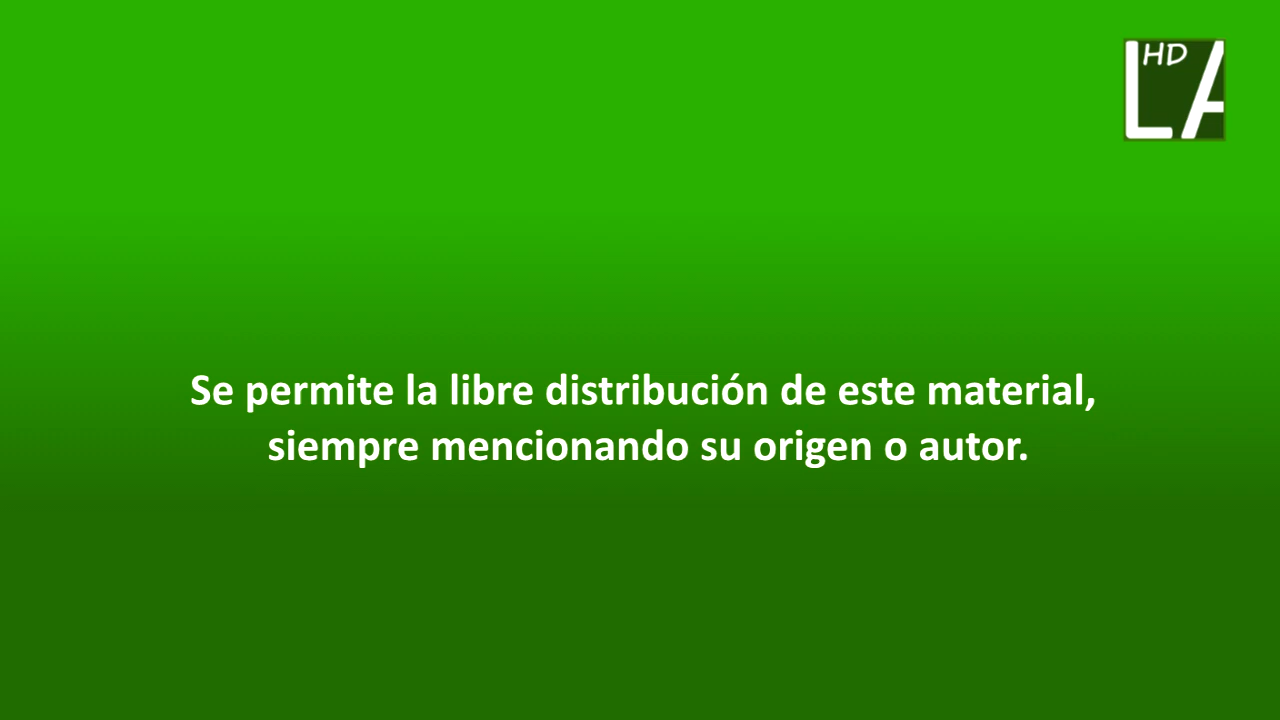 HD
LA
Se permite la libre distribución de este material,
siempre mencionando su origen o autor.